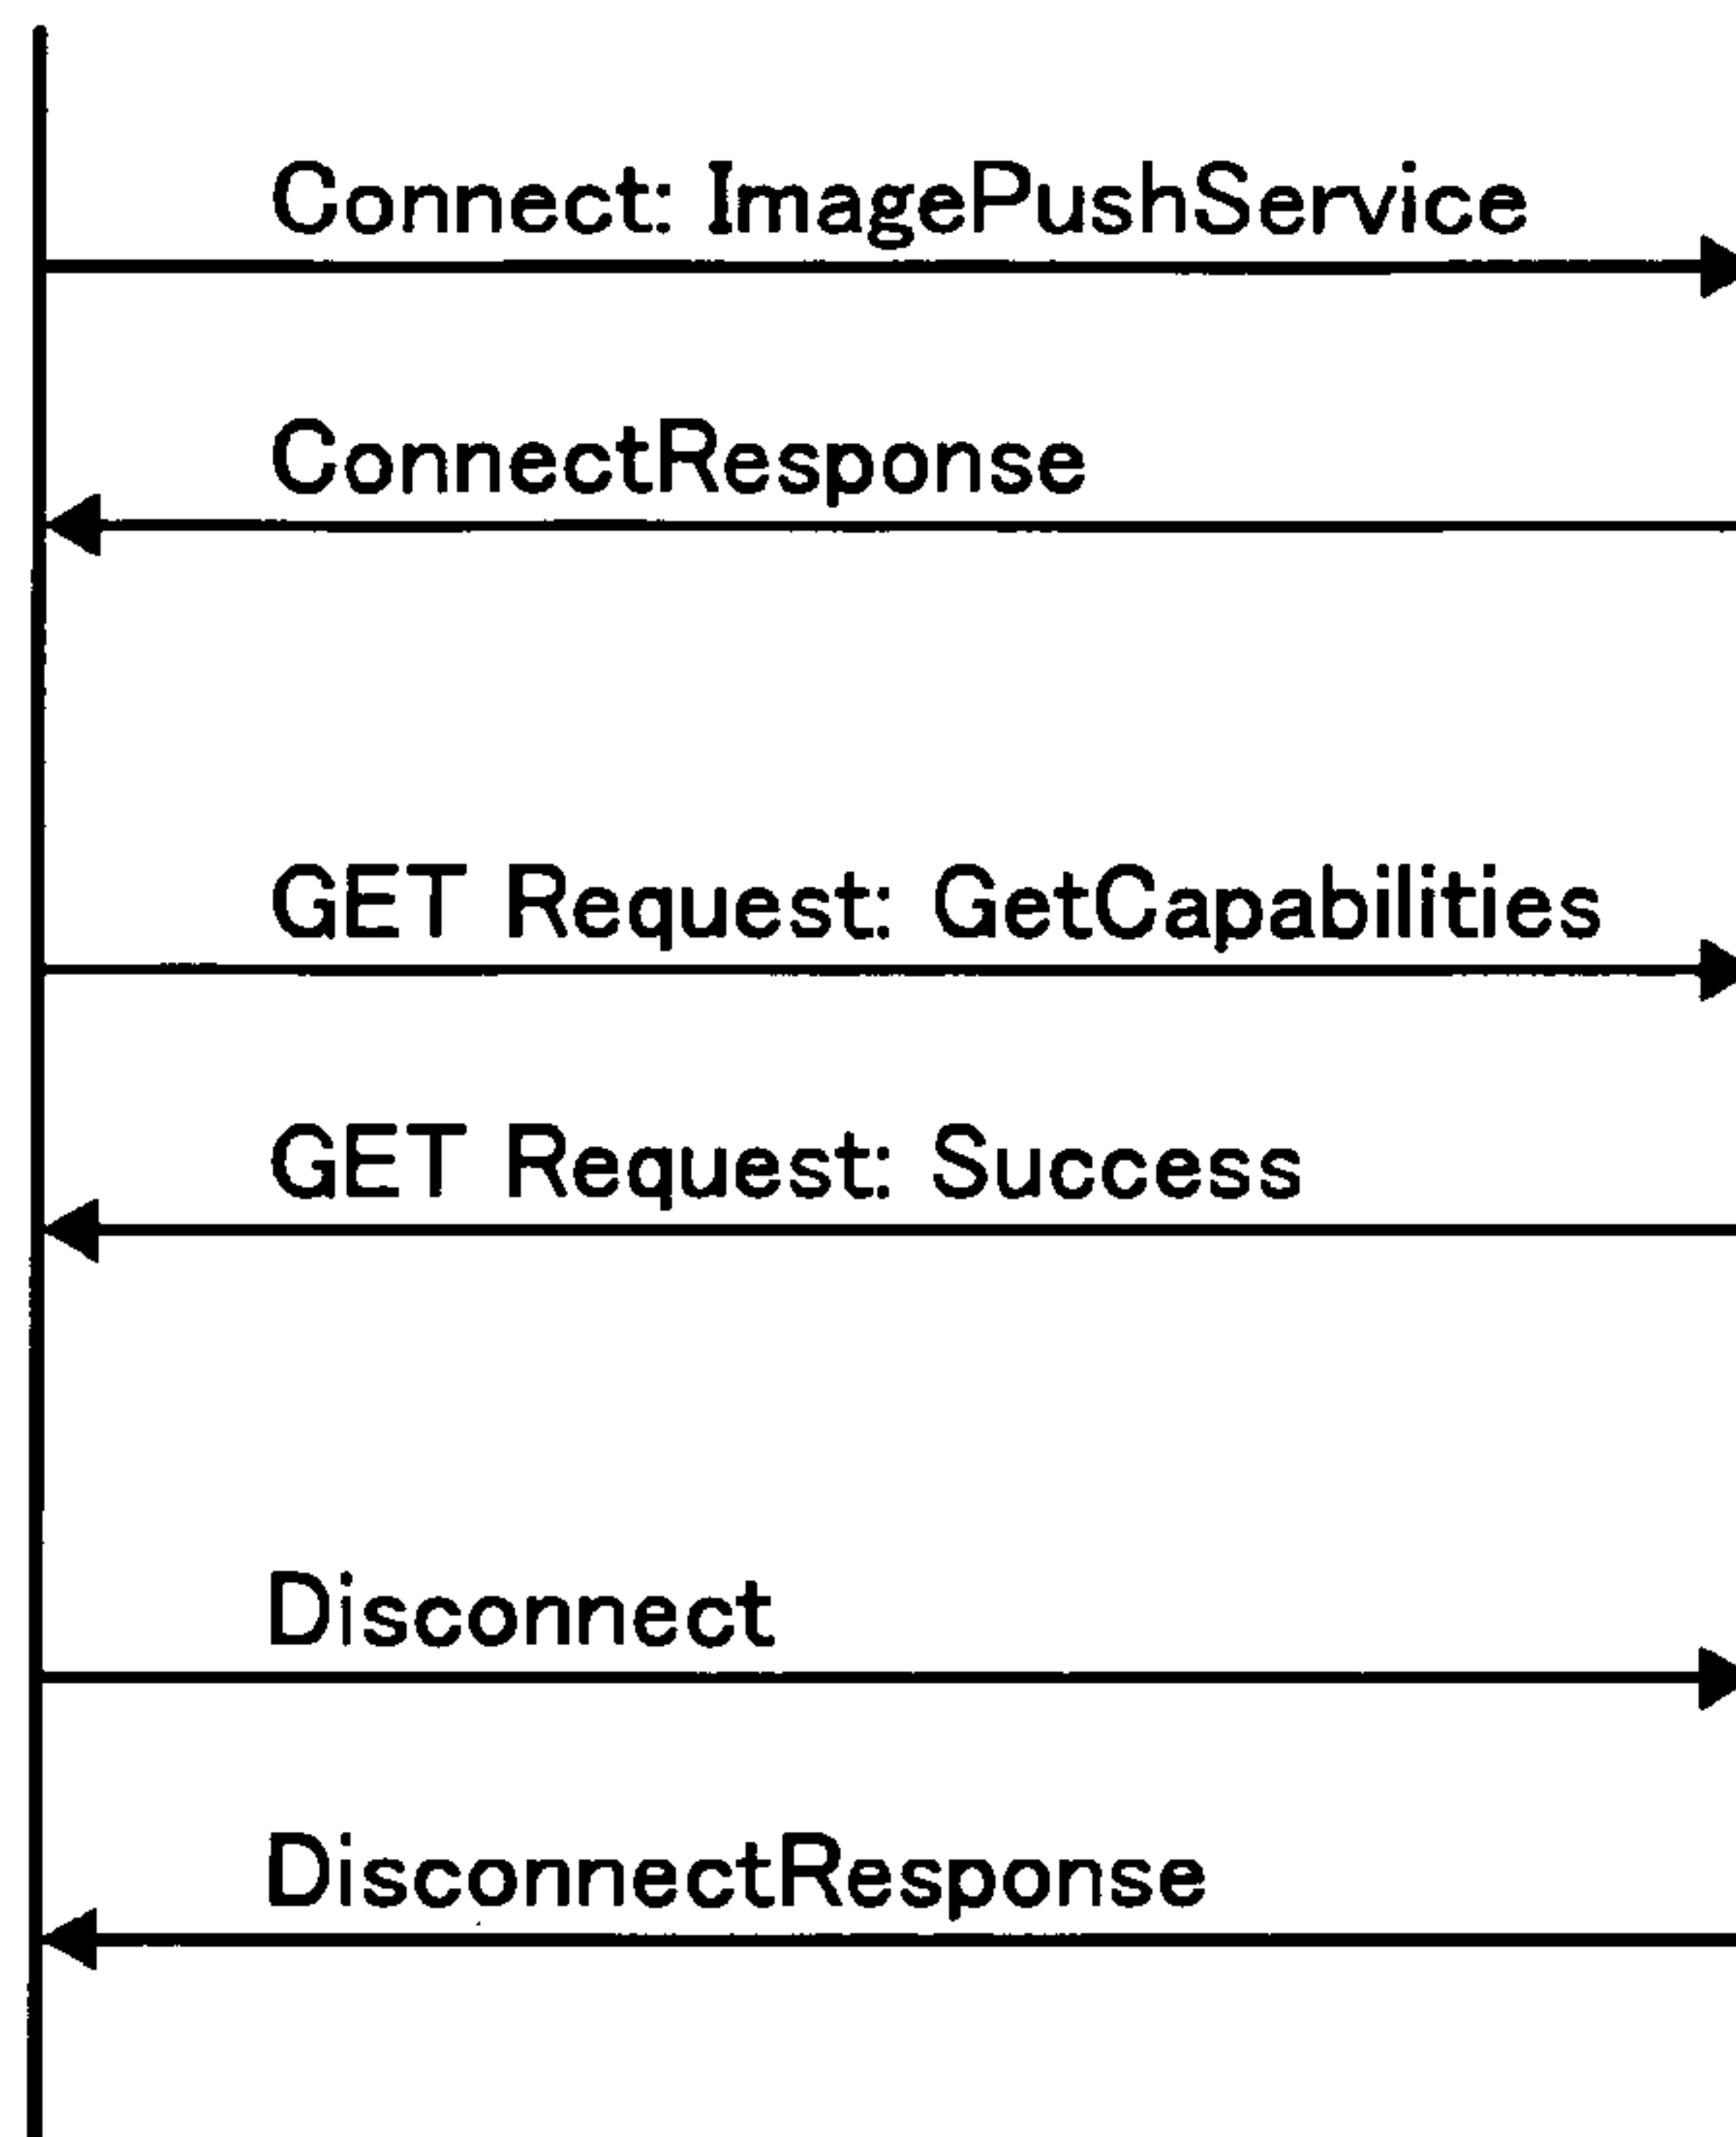 Connect: ImagePushService
ConnectResponse
GET Request: GetCapabilities
GET Request: Success
Disconnect
DisconnectResponse